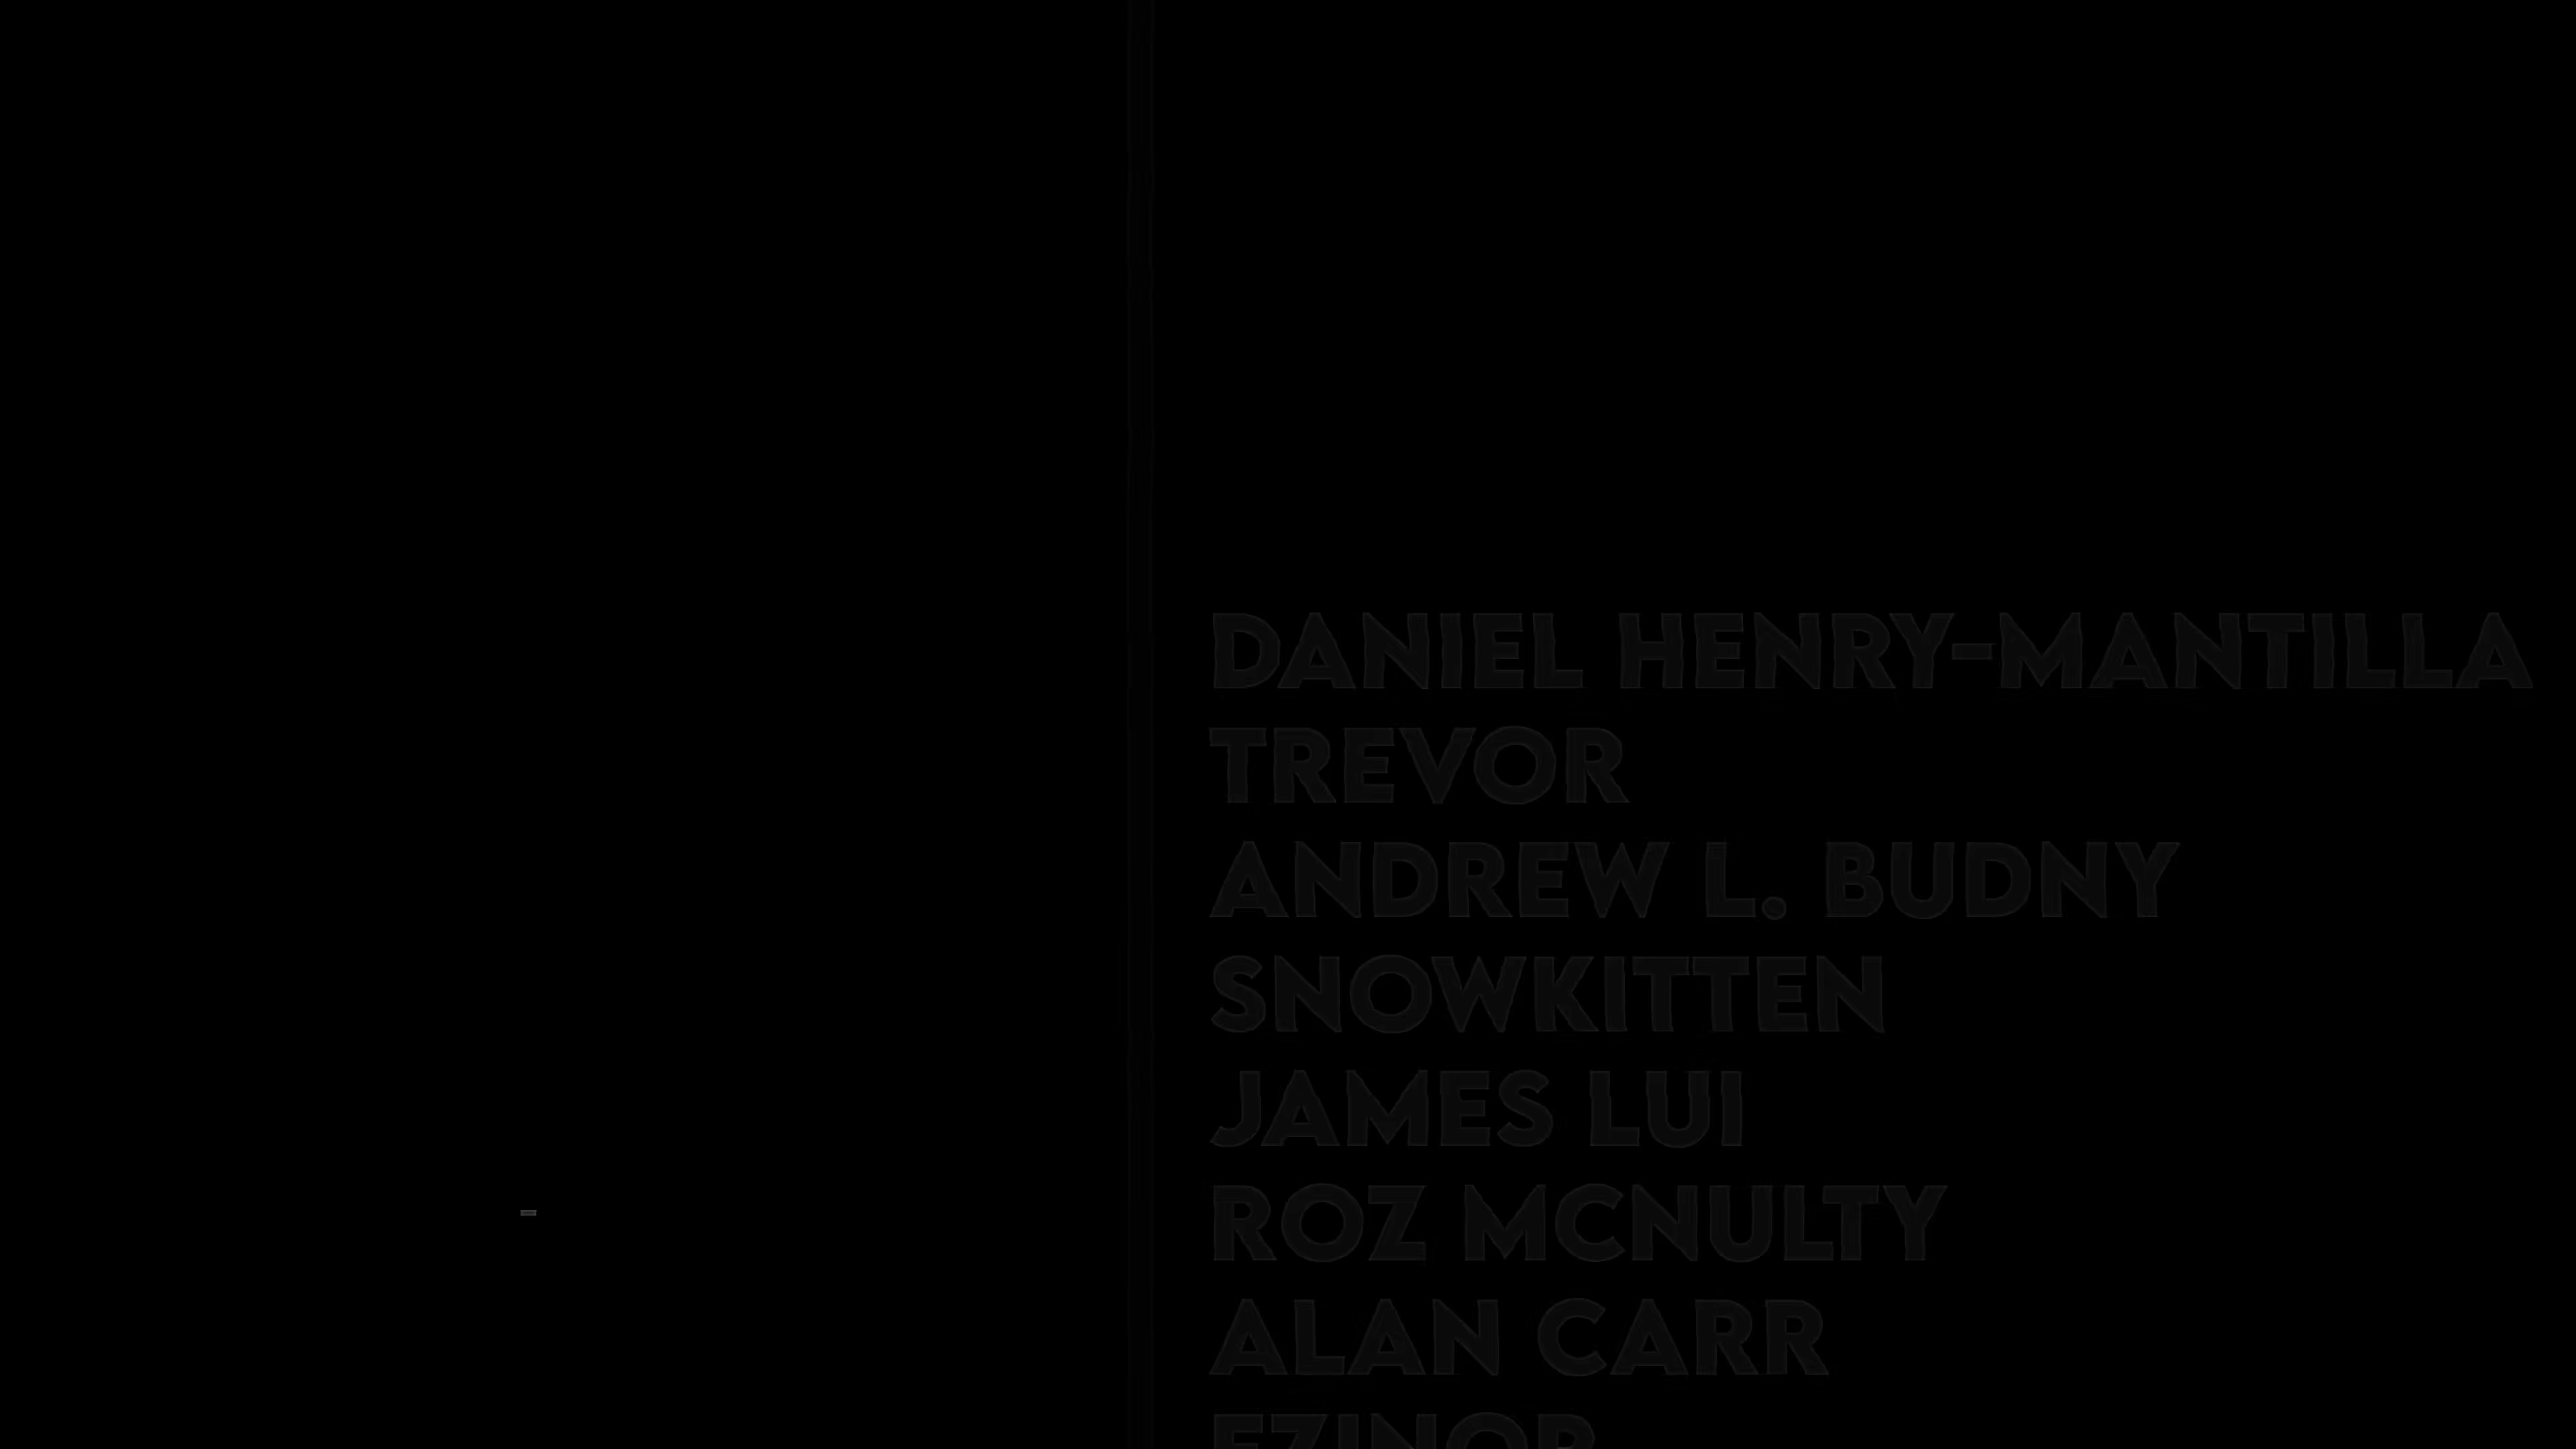 DANIEL HENRY-MANTILLA
TREVOR
ANDREW L. BUDNY
SNOWKITTEN
JAMES LUI
ROZ MCNULTY
ALAN CARR